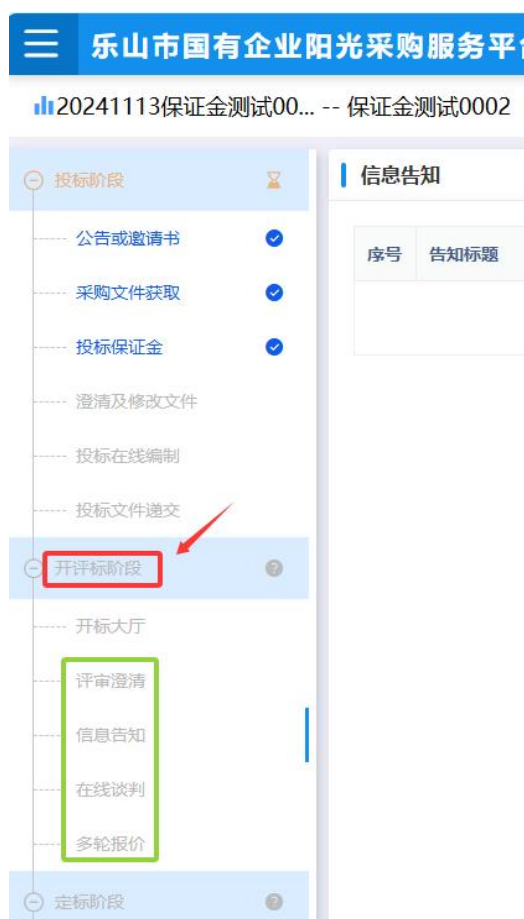 乐山市国有企业阳光采购服务平
20241113保证金测试00... -- 保证金测试0002
投标阶段
信息告知
公告或邀请书
序号 告知标题
采购文件获取
投标保证金
澄清及修改文件
投标在线编制
投标文件递交
开评标阶段
开标大厅
评审澄清
信息告知
在线谈判
多轮报价
定标阶段